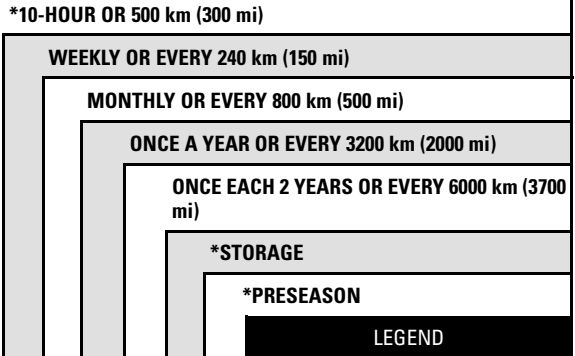 *10-HOUR OR 500 km (300 mi)
WEEKLY OR EVERY 240 km (150 mi)
MONTHLY OR EVERY 800 km (500 mi)
ONCE A YEAR OR EVERY 3200 km (2000 mi)
ONCE EACH 2 YEARS OR EVERY 6000 km (3700
mi)
*STORAGE
*PRESEASON
LEGEND